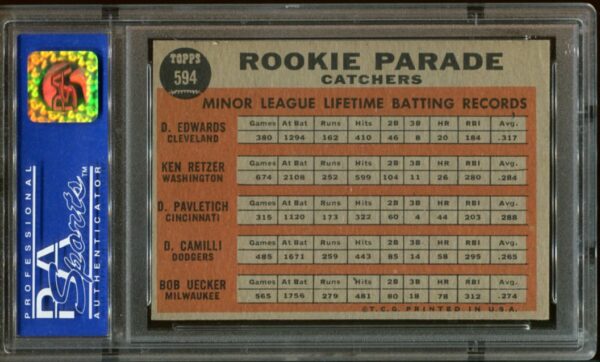 PSA
PROFESSIONAL
PSA
Sports™
AUTHENTICATOR
TOPPS
594
ROOKIE PARADE
CATCHERS
MINOR LEAGUE LIFETIME BATTING RECORDS
D. EDWARDS
CLEVELAND
Games At Bat Runs Hits 2B 3B HR RBI Avg.
380 1294 162 410 46 8 20 184 .317
KEN RETZER
WASHINGTON
Games At Bat Runs Hits 2B 3B HR RBI Avg.
674 2108 252 599 104 11 26 280 .284
D. PAVLETICH
CINCINNATI
Games At Bat Runs Hits 2B 3B HR RBI Avg.
315 1120 173 322 60 4 44 203 .288
D. CAMILLI
DODGERS
Games At Bat Runs Hits 2B 3B HR RBI Avg.
485 1671 259 443 85 14 58 295 .265
BOB UECKER
MILWAUKEE
Games At Bat Runs Hits 2B 3B HR RBI Avg.
565 1756 279 481 80 18 78 312 .274
©T.C.G. PRINTED IN U.S.A.